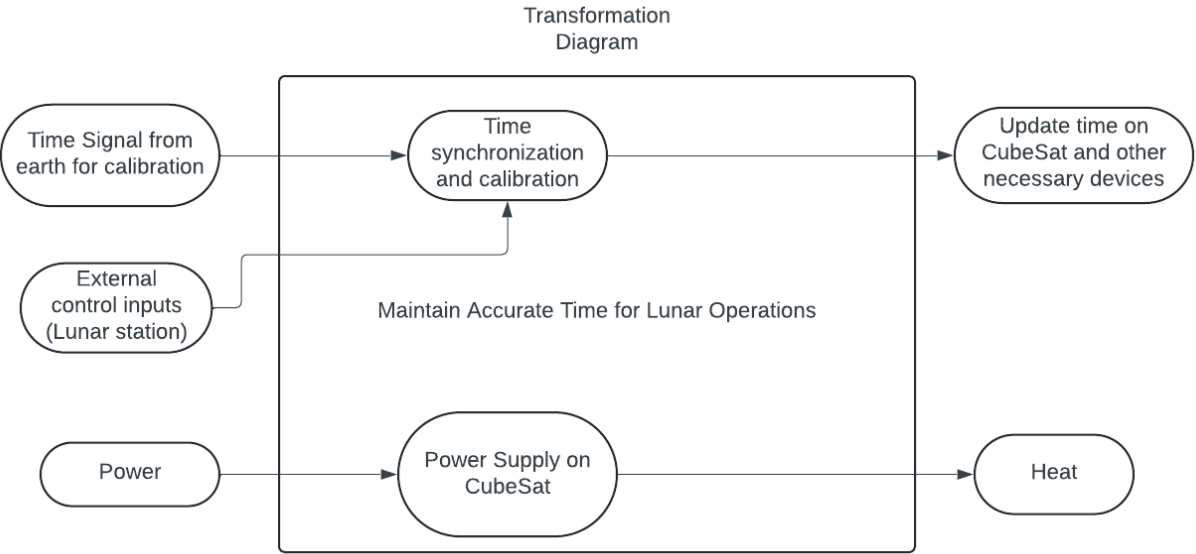 Transformation
Diagram
Time Signal from
earth for calibration
Time
synchronization
and calibration
Update time on
CubeSat and other
necessary devices
External
control inputs
(Lunar station)
Maintain Accurate Time for Lunar Operations
Power
Power Supply on
CubeSat
Heat